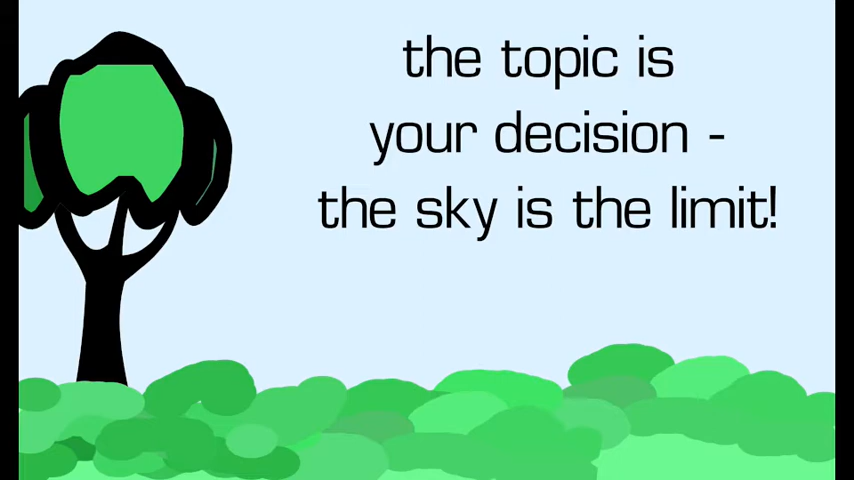 the topic is
your decision -
the sky is the limit!